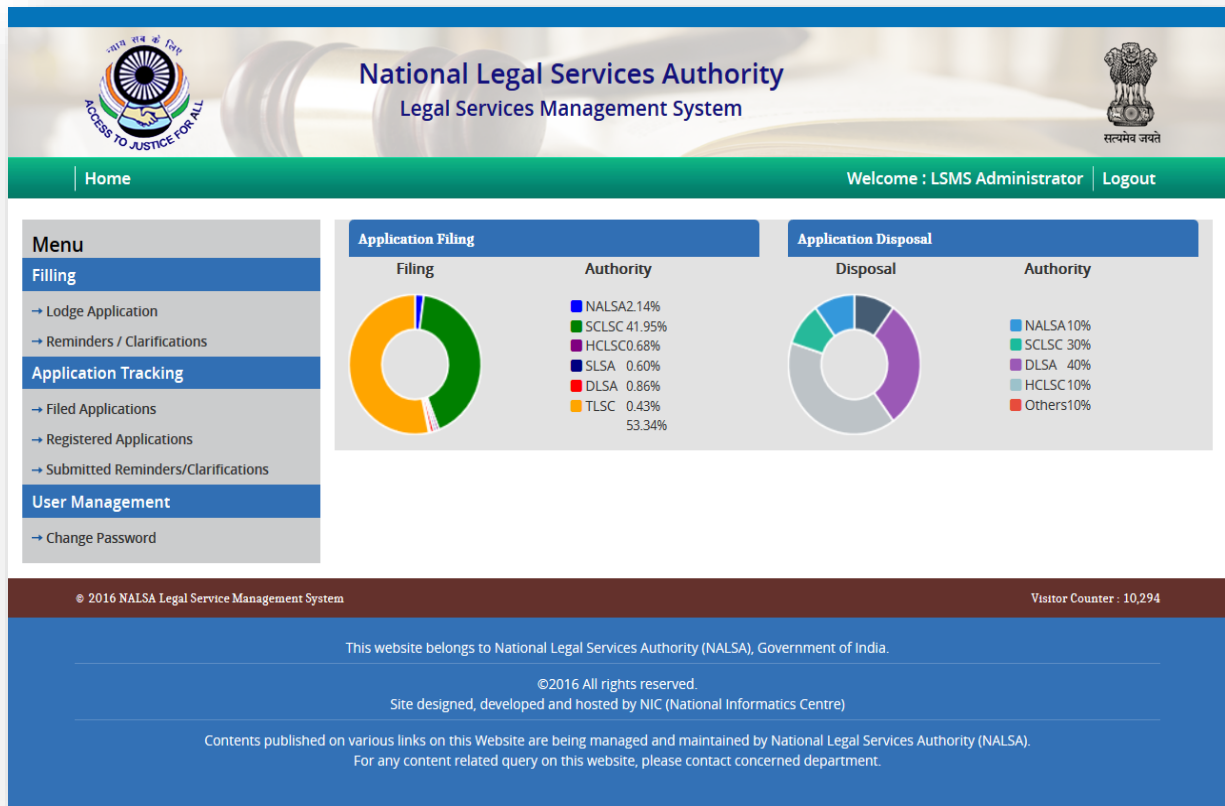 न्याय सब के लिए
ACCESS TO JUSTICE FOR ALL
National Legal Services Authority
Legal Services Management System
सत्यमेव जयते
Home
Welcome : LSMS Administrator
Logout
Menu
Filling
→ Lodge Application
→ Reminders / Clarifications
Application Tracking
→ Filed Applications
→ Registered Applications
→ Submitted Reminders/Clarifications
User Management
→ Change Password
Application Filing
Filing
Authority
NALSA2.14%
SCLSC 41.95%
HCLSC0.68%
SLSA 0.60%
DLSA 0.86%
TLSC 0.43%
53.34%
Application Disposal
Disposal
Authority
NALSA10%
SCLSC 30%
DLSA 40%
HCLSC10%
Others10%
© 2016 NALSA Legal Service Management System
Visitor Counter : 10,294
This website belongs to National Legal Services Authority (NALSA), Government of India.
©2016 All rights reserved.
Site designed, developed and hosted by NIC (National Informatics Centre)
Contents published on various links on this Website are being managed and maintained by National Legal Services Authority (NALSA).
For any content related query on this website, please contact concerned department.